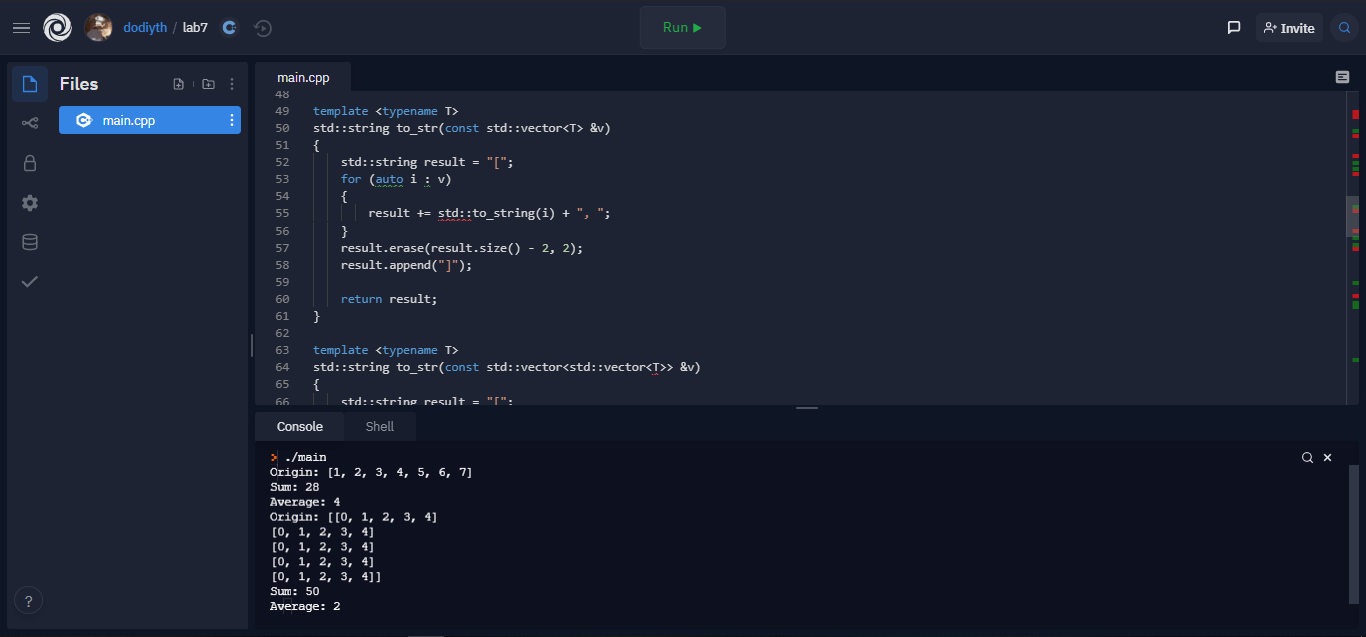 dodiyth / lab7
Run
Invite
Files
main.cpp
main.cpp
48
49 template <typename T>
50 std::string to_str(const std::vector<T> &v)
51 {
52 std::string result = "[";
53 for (auto i : v)
54 {
55 result += std::to_string(i) + ", ";
56 }
57 result.erase(result.size() - 2, 2);
58 result.append("]");
59
60 return result;
61 }
62
63 template <typename T>
64 std::string to_str(const std::vector<std::vector<T>> &v)
65 {
66 std::string result = "[";
Console Shell
./main
Origin: [1, 2, 3, 4, 5, 6, 7]
Sum: 28
Average: 4
Origin: [[0, 1, 2, 3, 4]
[0, 1, 2, 3, 4]
[0, 1, 2, 3, 4]
[0, 1, 2, 3, 4]
[0, 1, 2, 3, 4]]
Sum: 50
Average: 2
?